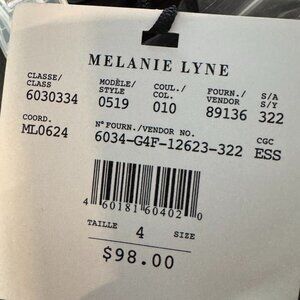 MELANIE LYNE
CLASSE/ MODÈLE/ COUL./ FOURN./ S/A
CLASS STYLE COL. VENDOR S/Y
6030334 0519 010 89136 322
COORD. N° FOURN./VENDOR NO. CGC
ML0624 6034-G4F-12623-322 ESS
4 60181 60402 0
TAILLE 4 SIZE
$98.00